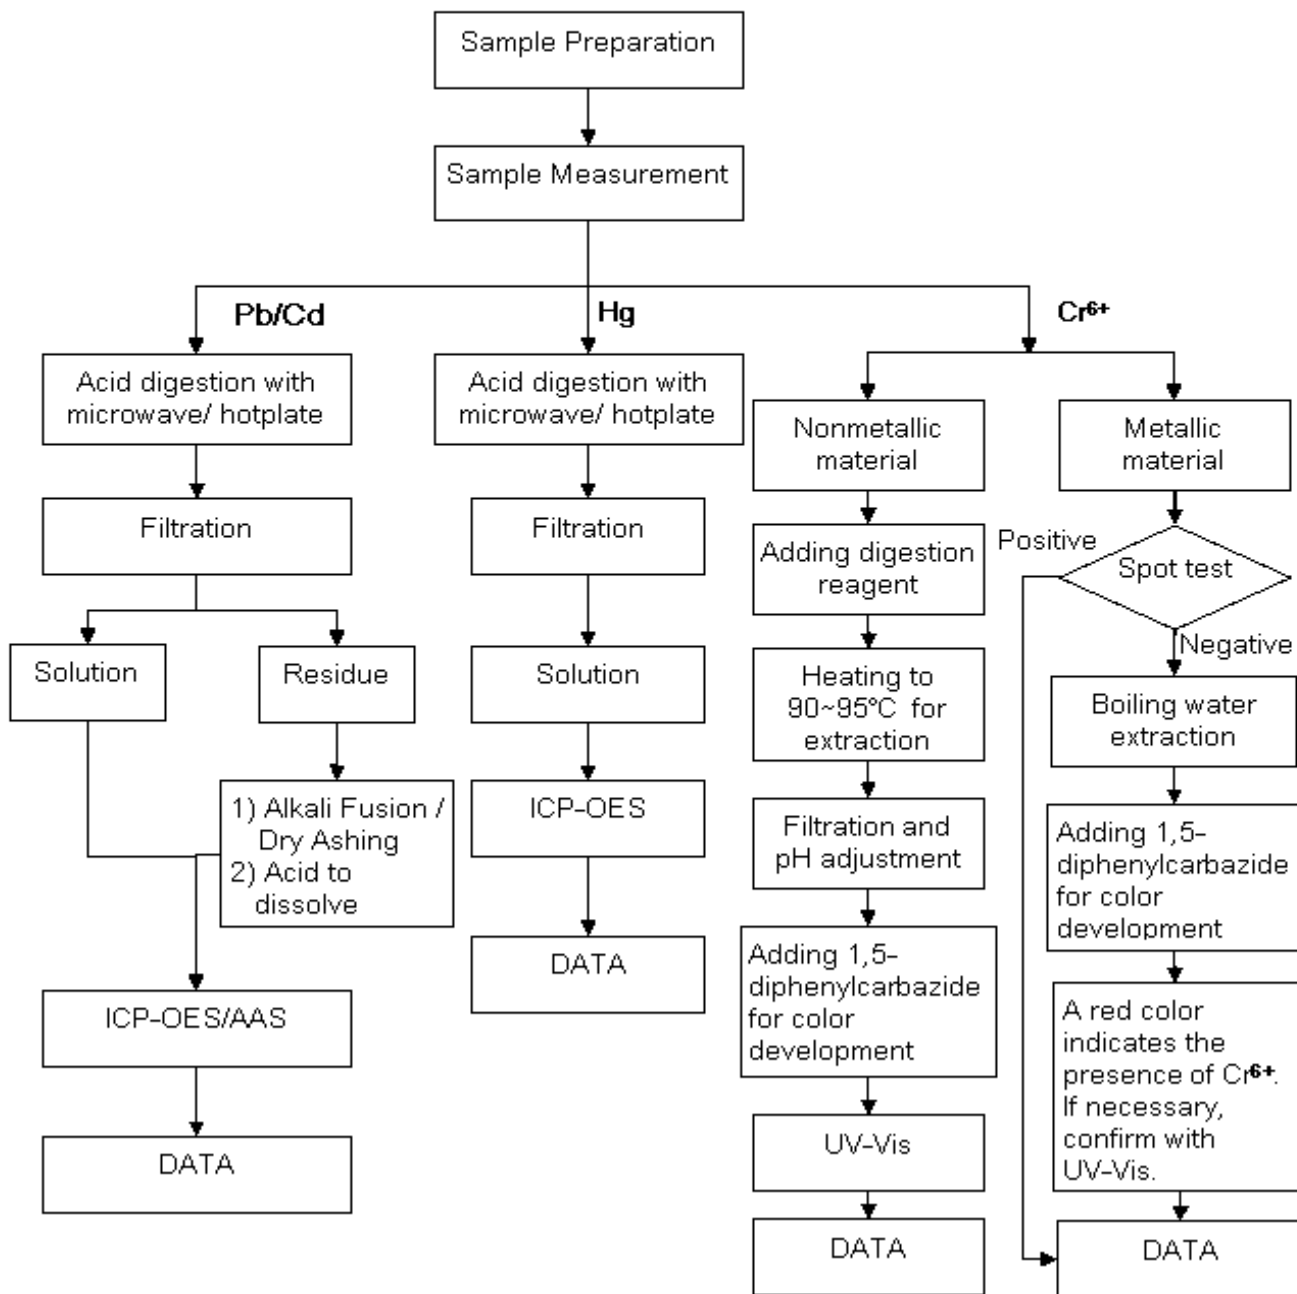 Sample Preparation
Sample Measurement
Pb/Cd
Hg
Cr⁶⁺
Acid digestion with
microwave/ hotplate
Filtration
Solution
Residue
1) Alkali Fusion /
Dry Ashing
2) Acid to
dissolve
ICP-OES/AAS
DATA
Acid digestion with
microwave/ hotplate
Filtration
Solution
ICP-OES
DATA
Nonmetallic
material
Adding digestion
reagent
Heating to
90~95°C for
extraction
Filtration and
pH adjustment
Adding 1,5-
diphenylcarbazide
for color
development
UV-Vis
DATA
Metallic
material
Positive
Spot test
Negative
Boiling water
extraction
Adding 1,5-
diphenylcarbazide
for color
development
A red color
indicates the
presence of Cr⁶⁺.
If necessary,
confirm with
UV-Vis.
DATA